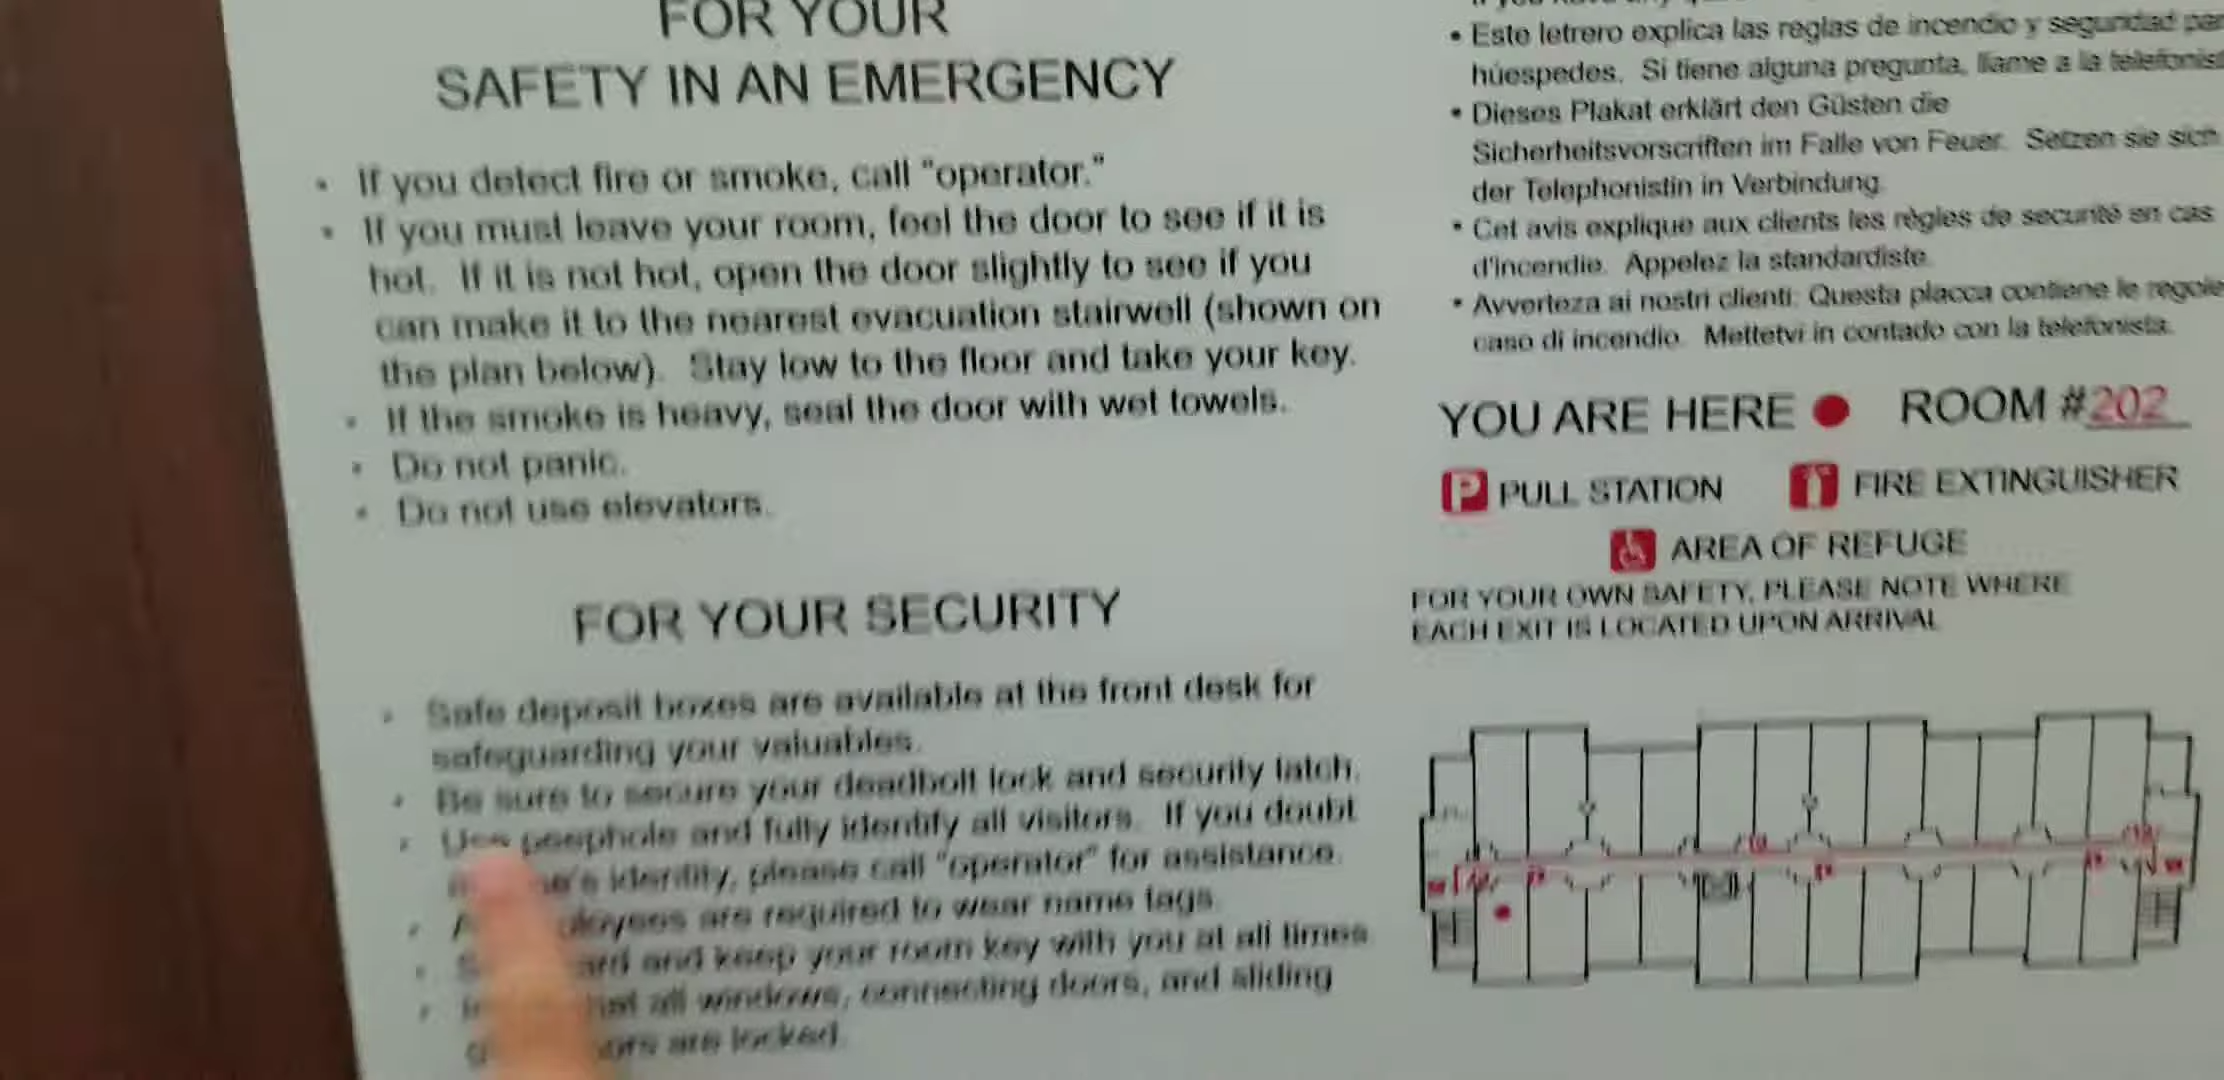 FOR YOUR
SAFETY IN AN EMERGENCY
• If you detect fire or smoke, call "operator."
• If you must leave your room, feel the door to see if it is
hot. If it is not hot, open the door slightly to see if you
can make it to the nearest evacuation stairwell (shown on
the plan below). Stay low to the floor and take your key.
• If the smoke is heavy, seal the door with wet towels.
• Do not panic.
• Do not use elevators.
FOR YOUR SECURITY
• Safe deposit boxes are available at the front desk for
safeguarding your valuables.
• Be sure to secure your deadbolt lock and security latch.
• Use peephole and fully identify all visitors. If you doubt
identity, please call "operator" for assistance.
are required to wear name tags.
and keep your room key with you at all times
all windows, connecting doors, and sliding
are locked.
• Este letrero explica las reglas de incendio y seguridad
húespedes. Si tiene alguna pregunta, llame a la
• Dieses Plakat erklärt den Güsten die
Sicherheitsvorscriften im Falle von Feuer. Setzen sie sich
der Telephonistin in Verbindung
• Cet avis explique aux clients les règles de securité en cas
d'incendie. Appelez la standardiste.
• Avverteza ai nostri clienti: Questa placca contiene le
caso di incendio. Mettetvi in contado con la telefonista.
YOU ARE HERE ROOM #202
P PULL STATION FIRE EXTINGUISHER
AREA OF REFUGE
FOR YOUR OWN SAFETY, PLEASE NOTE WHERE
EACH EXIT IS LOCATED UPON ARRIVAL